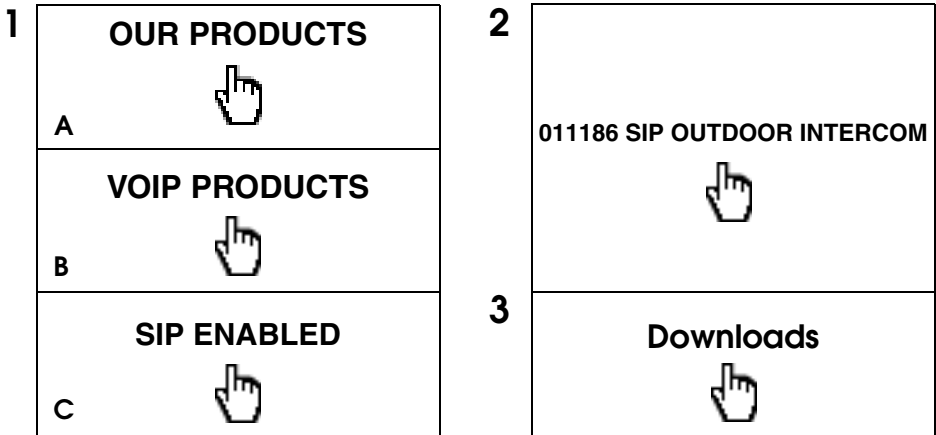 1
OUR PRODUCTS
A
VOIP PRODUCTS
B
SIP ENABLED
C
2
011186 SIP OUTDOOR INTERCOM
3
Downloads